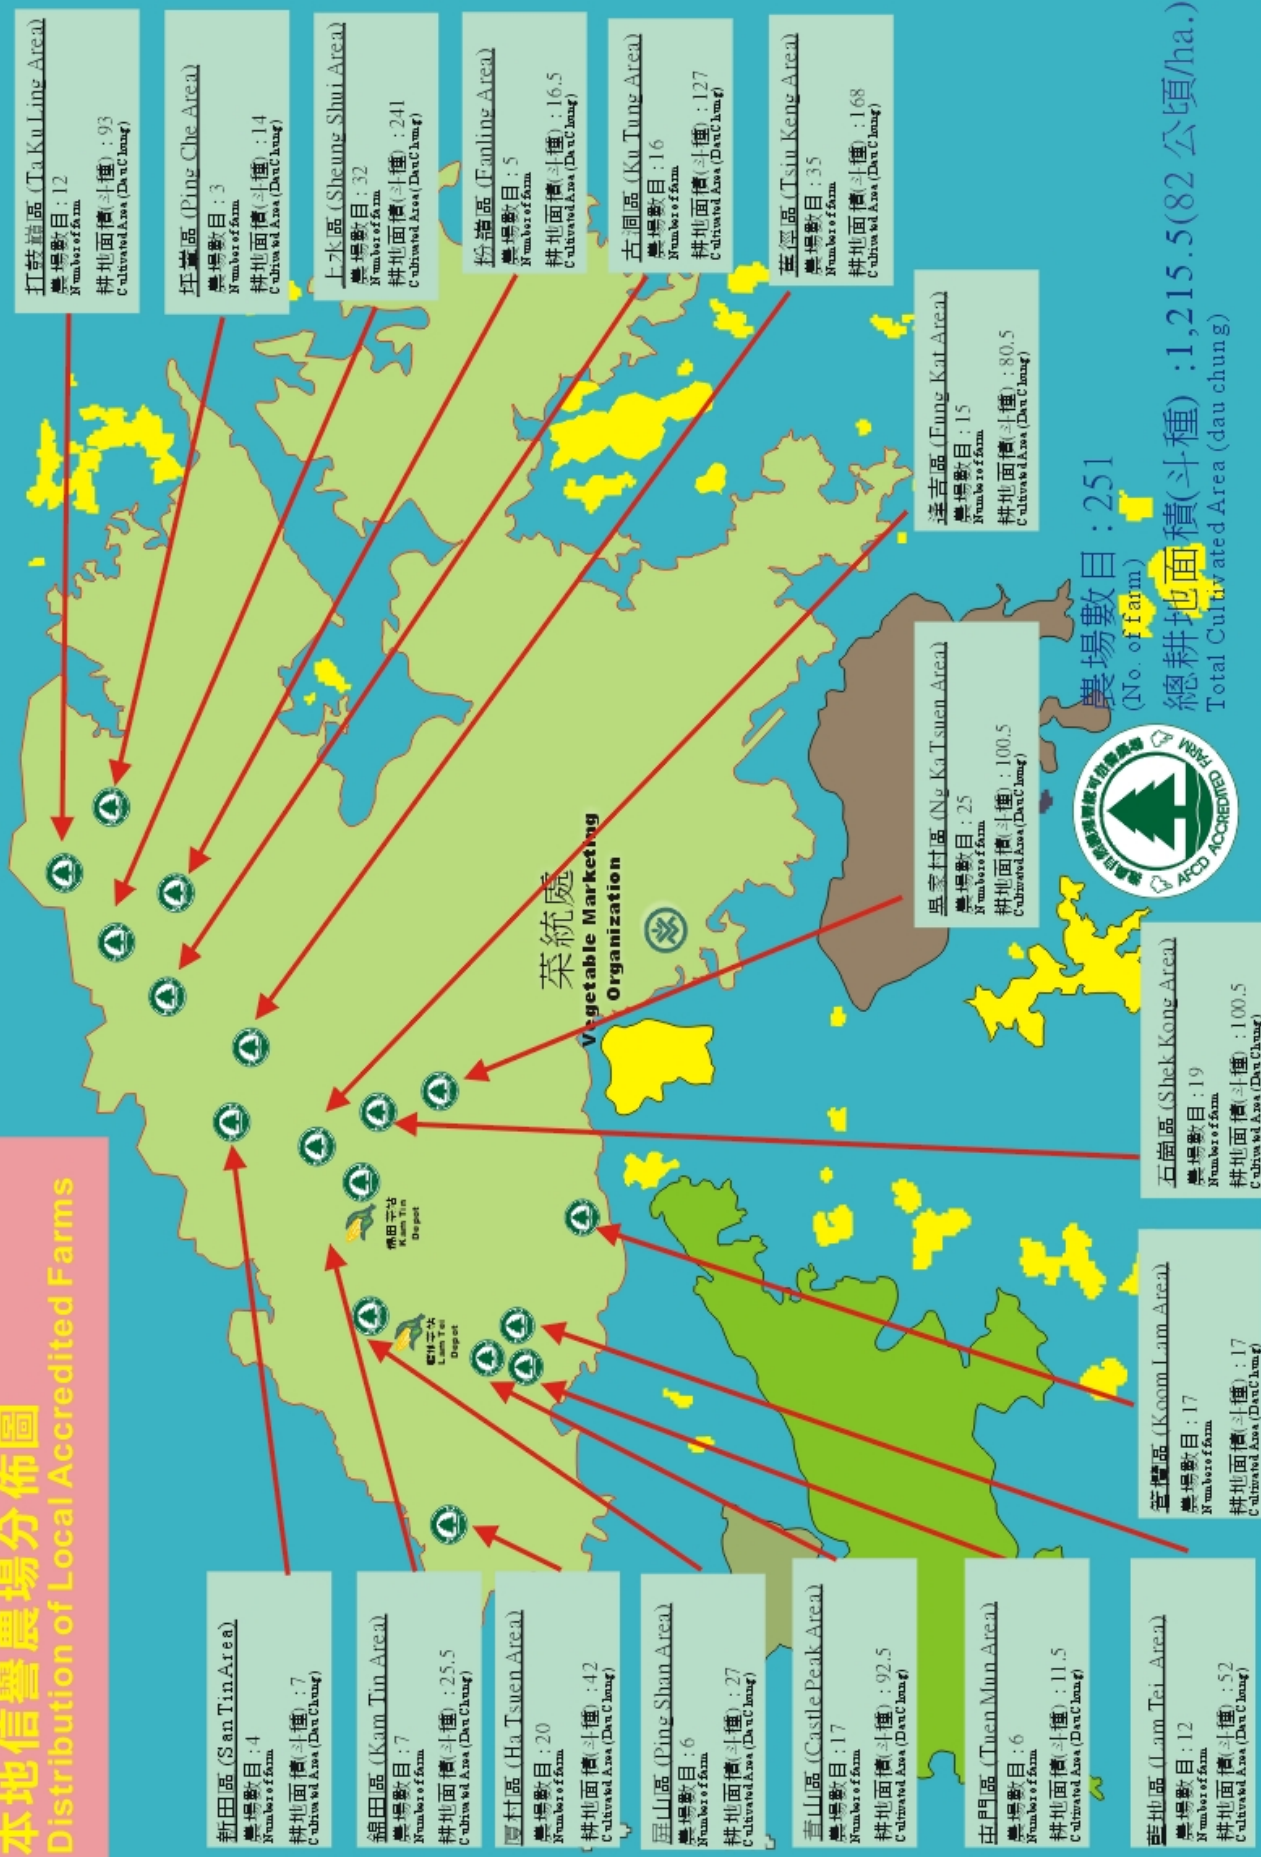 本地信譽農場分佈圖
Distribution of Local Accredited Farms
打鼓嶺區 (Ta Ku Ling Area)
農場數目 : 12
Number of farm
耕地面積(斗種) : 93
Cultivated Area (Dau Chung)
坪輋區 (Ping Che Area)
農場數目 : 3
Number of farm
耕地面積(斗種) : 14
Cultivated Area (Dau Chung)
上水區 (Sheung Shui Area)
農場數目 : 32
Number of farm
耕地面積(斗種) : 241
Cultivated Area (Dau Chung)
粉嶺區 (Fanling Area)
農場數目 : 5
Number of farm
耕地面積(斗種) : 16.5
Cultivated Area (Dau Chung)
古洞區 (Ku Tung Area)
農場數目 : 16
Number of farm
耕地面積(斗種) : 127
Cultivated Area (Dau Chung)
蕉徑區 (Tsiu Keng Area)
農場數目 : 35
Number of farm
耕地面積(斗種) : 168
Cultivated Area (Dau Chung)
逢吉區 (Fung Kat Area)
農場數目 : 15
Number of farm
耕地面積(斗種) : 80.5
Cultivated Area (Dau Chung)
吳家村區 (Ng Ka Tsuen Area)
農場數目 : 25
Number of farm
耕地面積(斗種) : 100.5
Cultivated Area (Dau Chung)
石崗區 (Shek Kong Area)
農場數目 : 19
Number of farm
耕地面積(斗種) : 100.5
Cultivated Area (Dau Chung)
(Koom Lam Area)
農場數目 : 17
Number of farm
耕地面積(斗種) : 17
Cultivated Area (Dau Chung)
新田區 (San Tin Area)
農場數目 : 4
Number of farm
耕地面積(斗種) : 7
Cultivated Area (Dau Chung)
錦田區 (Kam Tin Area)
農場數目 : 7
Number of farm
耕地面積(斗種) : 25.5
Cultivated Area (Dau Chung)
廈村區 (Ha Tsuen Area)
農場數目 : 20
Number of farm
耕地面積(斗種) : 42
Cultivated Area (Dau Chung)
屏山區 (Ping Shan Area)
農場數目 : 6
Number of farm
耕地面積(斗種) : 27
Cultivated Area (Dau Chung)
青山區 (Castle Peak Area)
農場數目 : 17
Number of farm
耕地面積(斗種) : 92.5
Cultivated Area (Dau Chung)
屯門區 (Tuen Mun Area)
農場數目 : 6
Number of farm
耕地面積(斗種) : 11.5
Cultivated Area (Dau Chung)
藍地區 (Lam Tei Area)
農場數目 : 12
Number of farm
耕地面積(斗種) : 52
Cultivated Area (Dau Chung)
Kam Tin
Depot
Lam Tei
Depot
菜統處
Vegetable Marketing
Organization
AFCD ACCREDITED FARM
農場數目 : 251
(No. of farm)
總耕地面積(斗種) : 1,215.5(82 公頃/ha.)
Total Cultivated Area (dau chung)